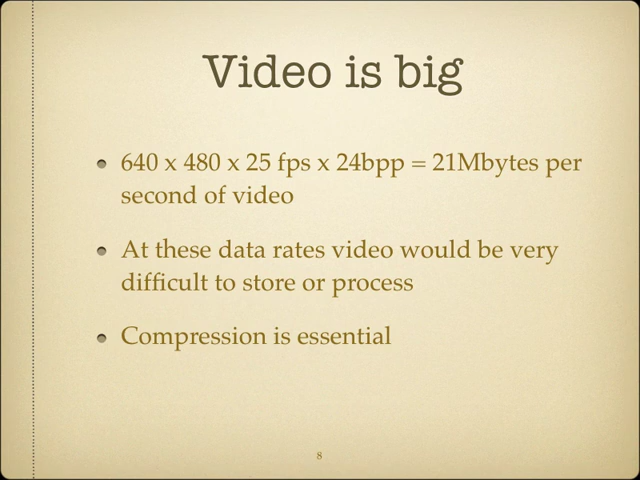 Video is big
640 x 480 x 25 fps x 24bpp = 21Mbytes per
second of video
At these data rates video would be very
difficult to store or process
Compression is essential
8